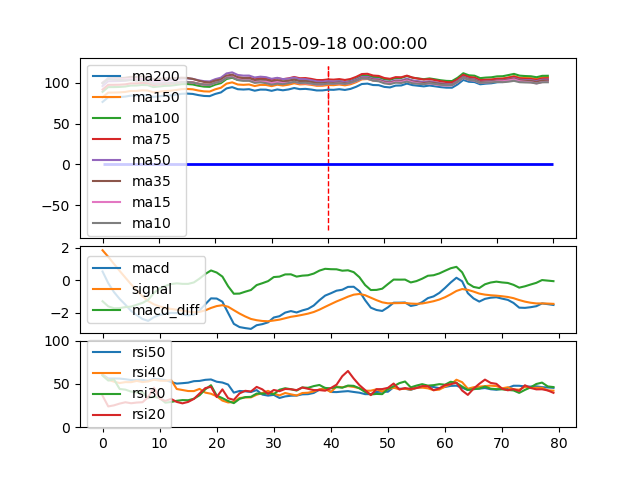 CI 2015-09-18 00:00:00
100
50
0
−50
ma200
ma150
ma100
ma75
ma50
ma35
ma15
ma10
2
0
−2
macd
signal
macd_diff
100
50
0
rsi50
rsi40
rsi30
rsi20
0 10 20 30 40 50 60 70 80